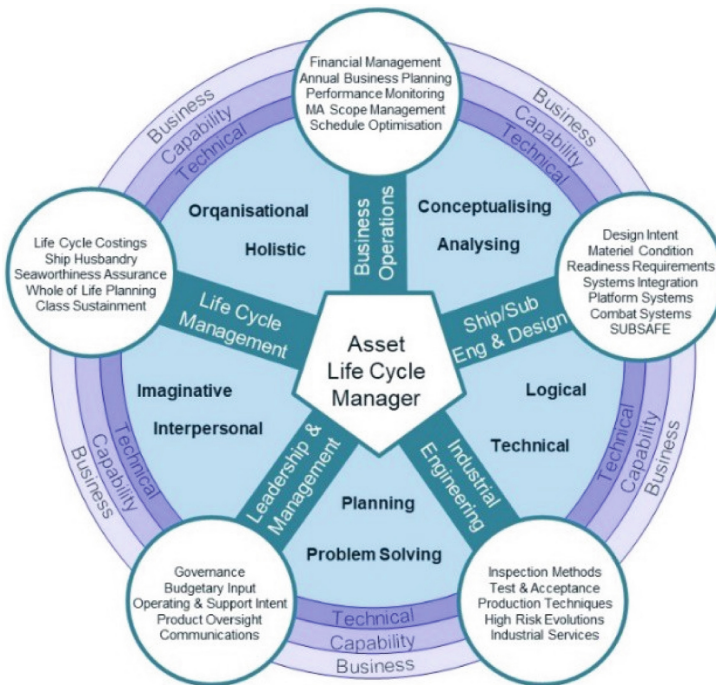 Financial Management
Annual Business Planning
Performance Monitoring
MA Scope Management
Schedule Optimisation
Business
Capability
Technical
Business
Capability
Technical
Business
Operations
Orqanisational
Holistic
Conceptualising
Analysing
Life Cycle Costings
Ship Husbandry
Seaworthiness Assurance
Whole of Life Planning
Class Sustainment
Life Cycle
Management
Design Intent
Materiel Condition
Readiness Requirements
Systems Integration
Platform Systems
Combat Systems
SUBSAFE
Ship/Sub
Eng & Design
Asset
Life Cycle
Manager
Imaginative
Interpersonal
Logical
Technical
Technical
Capability
Business
Technical
Capability
Business
Leadership &
Management
Industrial
Engineering
Planning
Problem Solving
Governance
Budgetary Input
Operating & Support Intent
Product Oversight
Communications
Inspection Methods
Test & Acceptance
Production Techniques
High Risk Evolutions
Industrial Services
Technical
Capability
Business